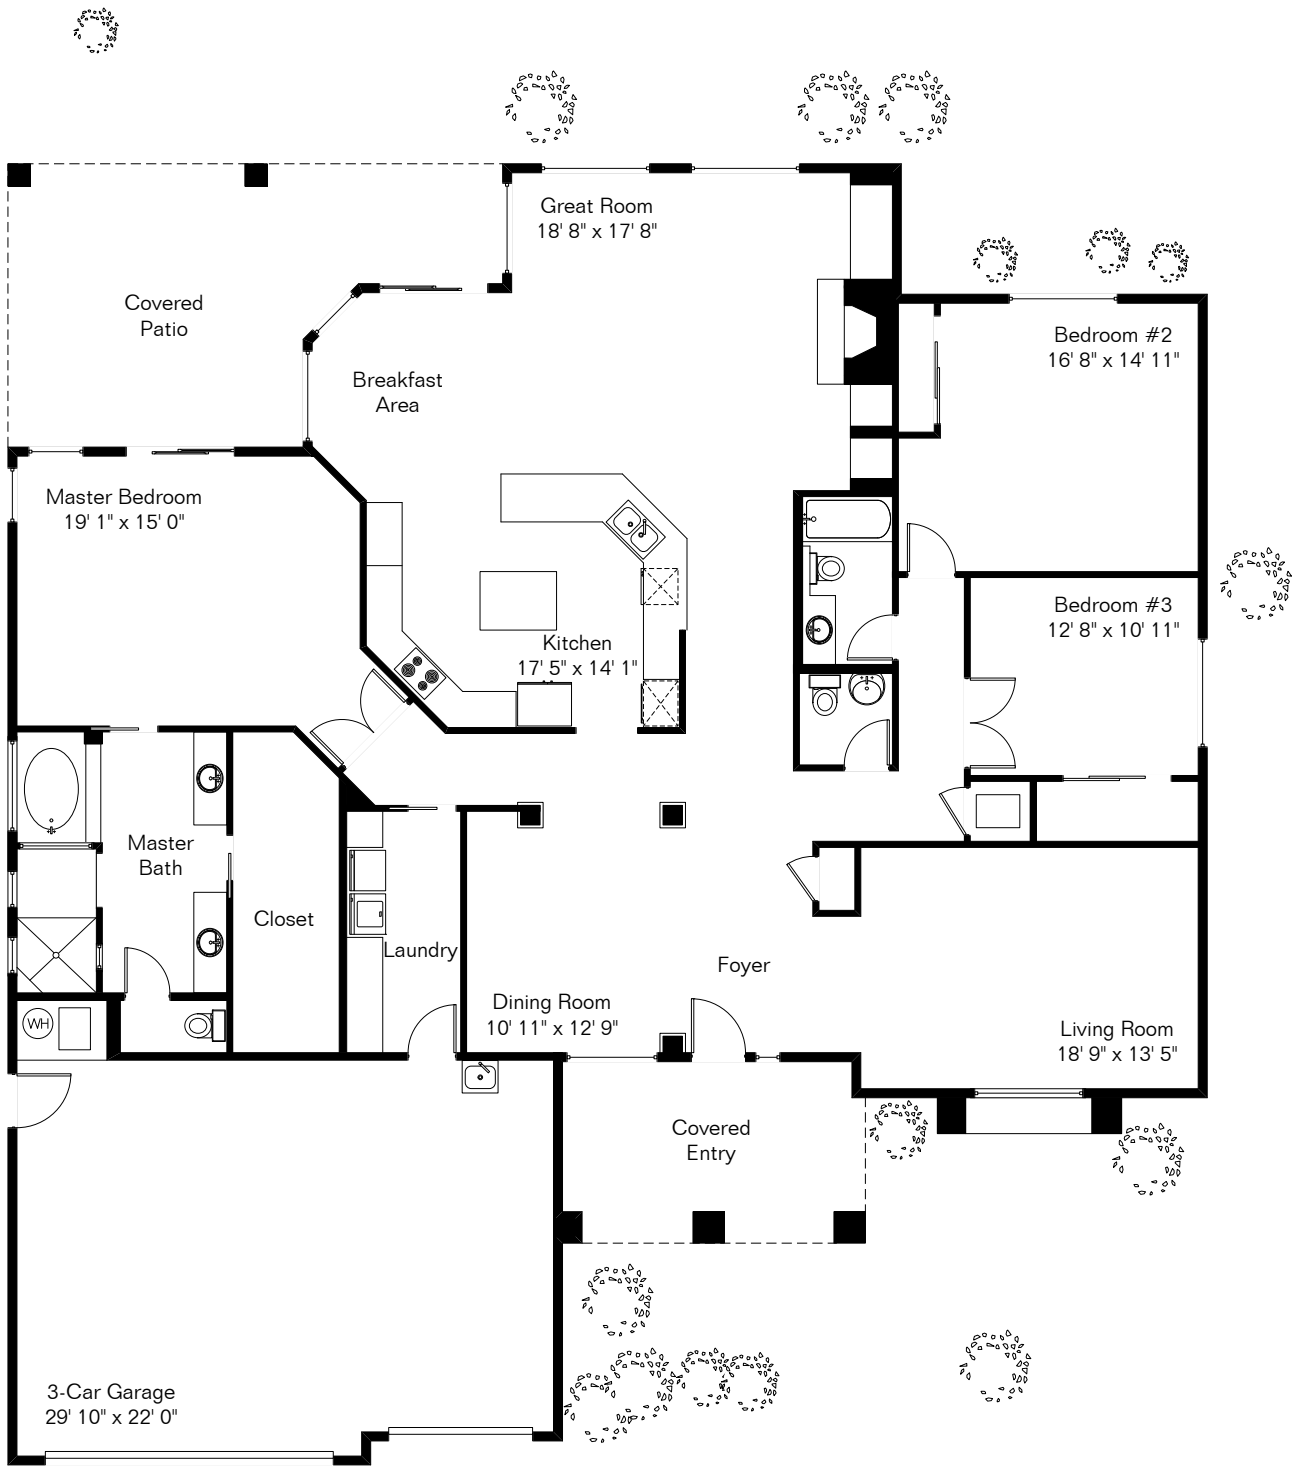 Great Room
18' 8" x 17' 8"
Covered
Patio
Bedroom #2
16' 8" x 14' 11"
Breakfast
Area
Master Bedroom
19' 1" x 15' 0"
Bedroom #3
12' 8" x 10' 11"
Kitchen
17' 5" x 14' 1"
Master
Bath
Closet
Laundry
Foyer
Dining Room
10' 11" x 12' 9"
WH
Living Room
18' 9" x 13' 5"
Covered
Entry
3-Car Garage
29' 10" x 22' 0"